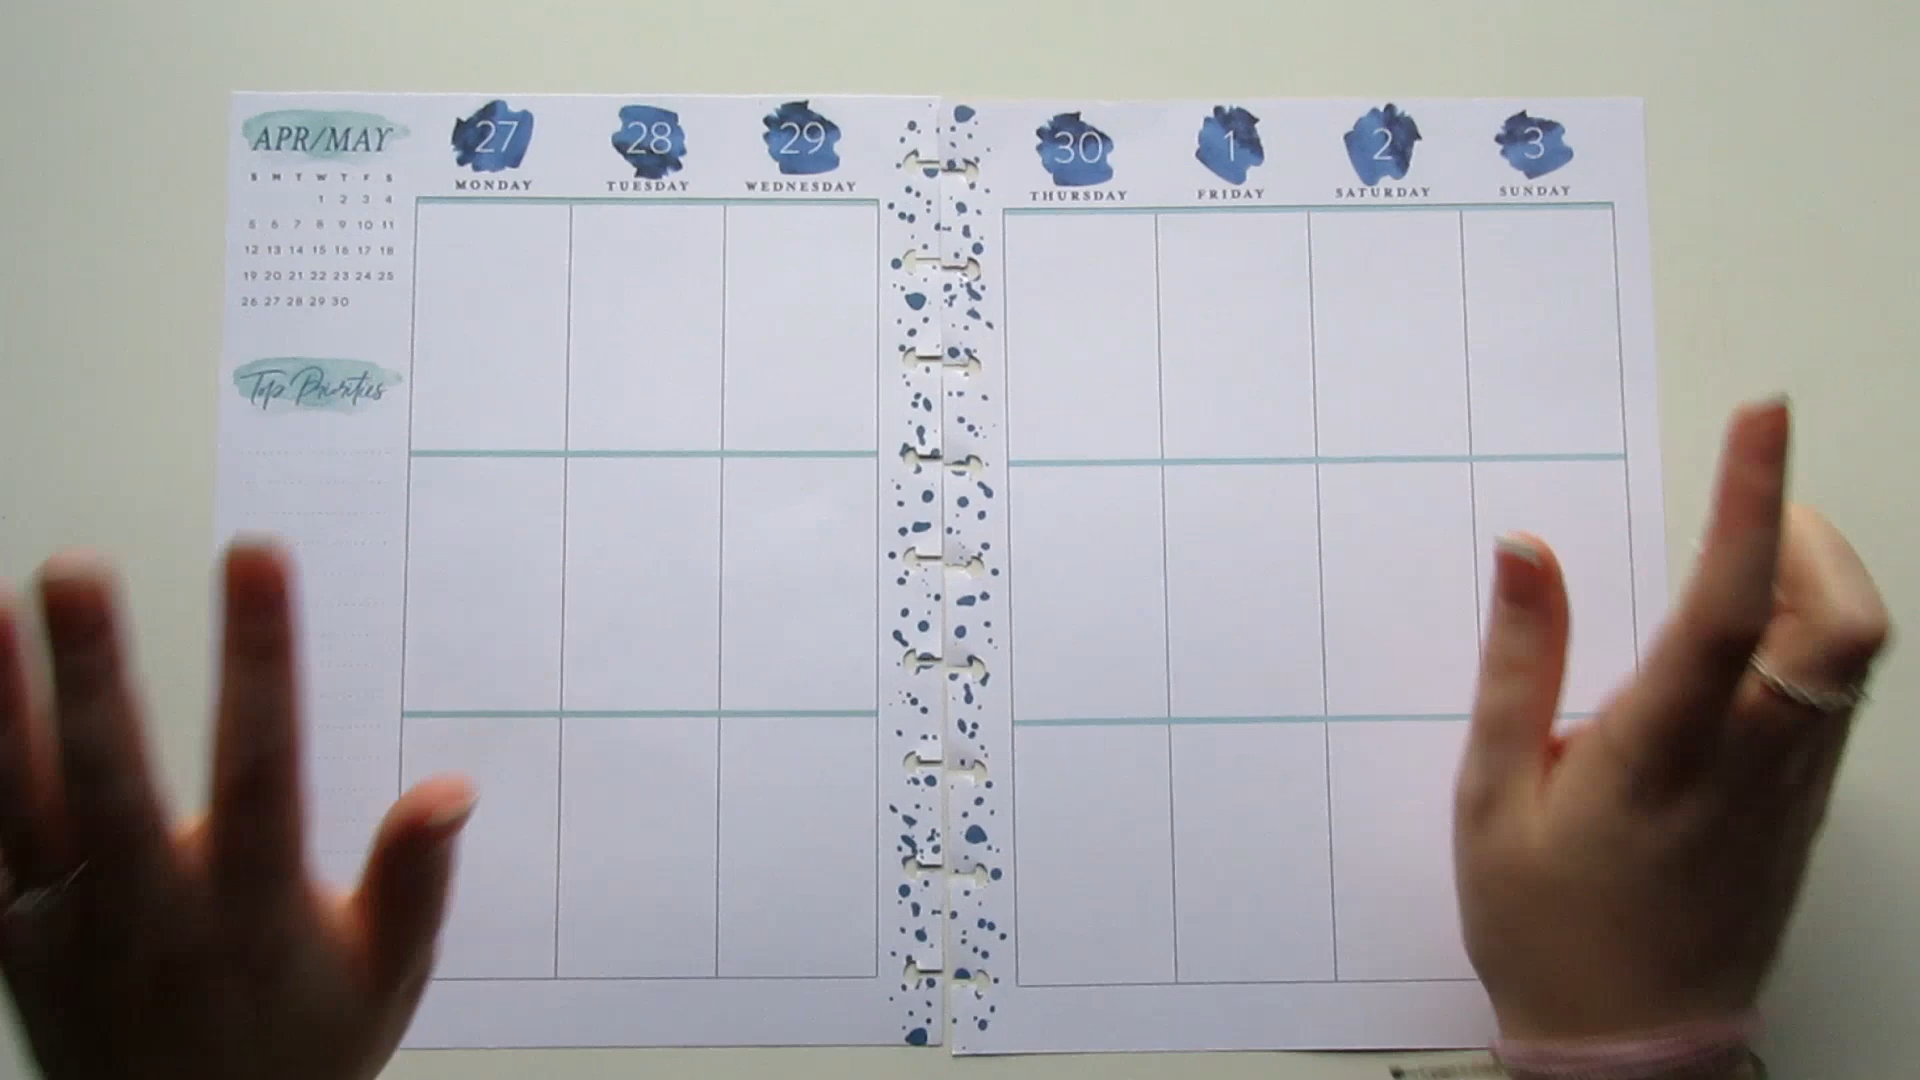 APR/MAY
S M T W T F S
1 2 3 4
5 6 7 8 9 10 11
12 13 14 15 16 17 18
19 20 21 22 23 24 25
26 27 28 29 30
Top Priorities
27 28 29
MONDAY TUESDAY WEDNESDAY
30 1 2 3
THURSDAY FRIDAY SATURDAY SUNDAY